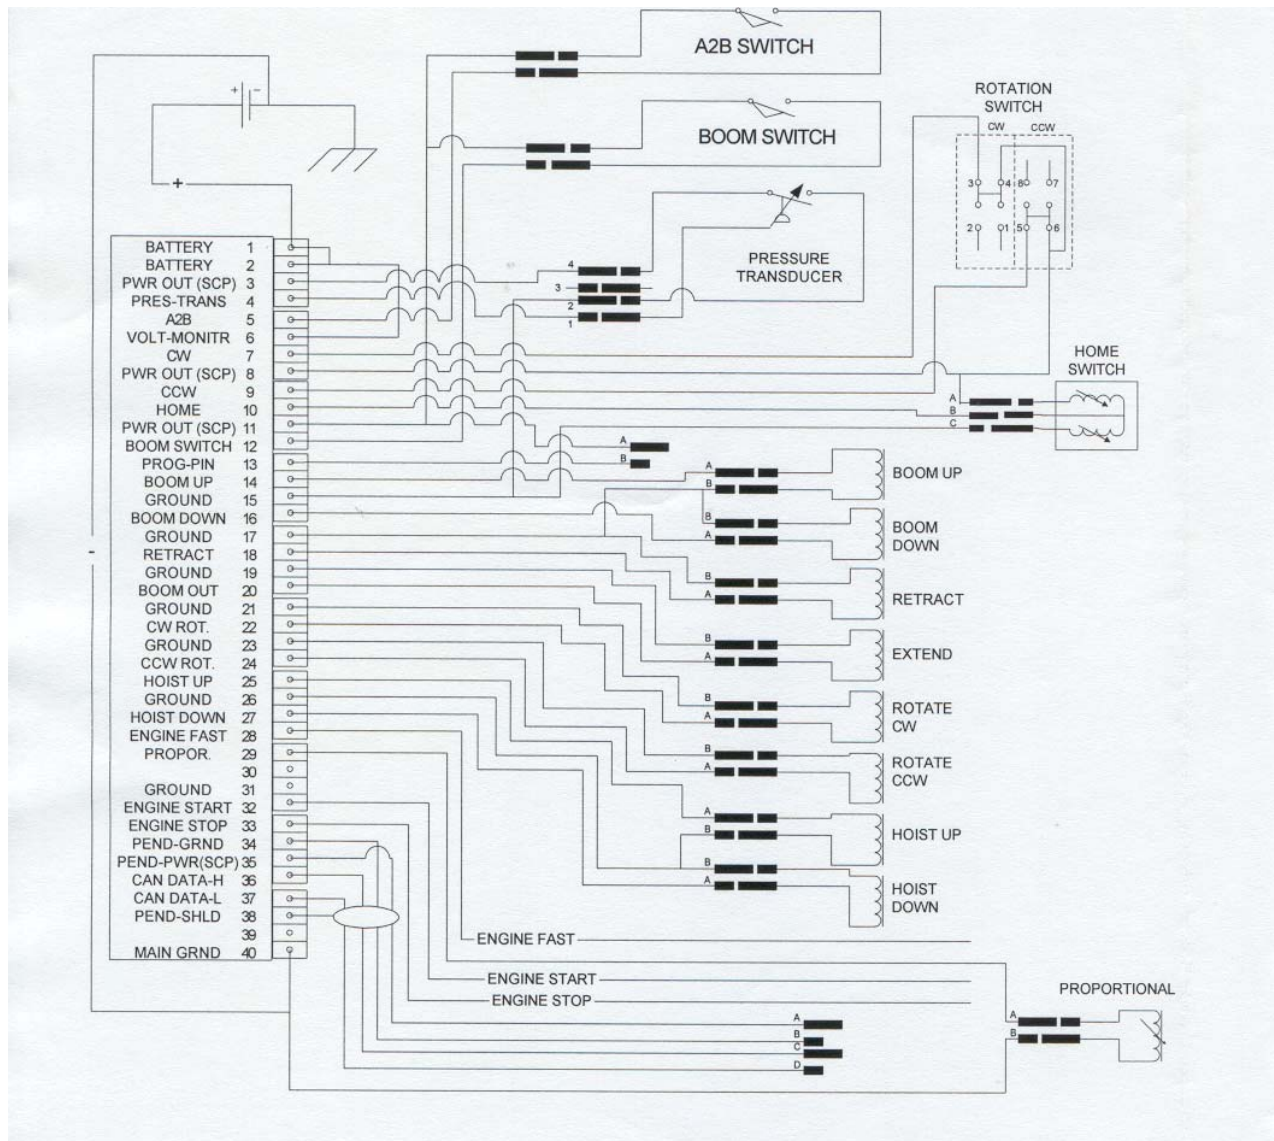 A2B SWITCH
ROTATION
SWITCH
CW CCW
+ -
BOOM SWITCH
+
3 4 8 7
2 1 5 6
PRESSURE
TRANSDUCER
4
3
2
1
BATTERY 1
BATTERY 2
PWR OUT (SCP) 3
PRES-TRANS 4
A2B 5
VOLT-MONITR 6
CW 7
PWR OUT (SCP) 8
CCW 9
HOME 10
PWR OUT (SCP) 11
BOOM SWITCH 12
PROG-PIN 13
BOOM UP 14
GROUND 15
BOOM DOWN 16
GROUND 17
RETRACT 18
GROUND 19
BOOM OUT 20
GROUND 21
CW ROT. 22
GROUND 23
CCW ROT. 24
HOIST UP 25
GROUND 26
HOIST DOWN 27
ENGINE FAST 28
PROPOR. 29
30
GROUND 31
ENGINE START 32
ENGINE STOP 33
PEND-GRND 34
PEND-PWR(SCP) 35
CAN DATA-H 36
CAN DATA-L 37
PEND-SHLD 38
39
MAIN GRND 40
-
HOME
SWITCH
A
B
C
A
B
A
B
BOOM UP
B
A
BOOM
DOWN
B
A
RETRACT
B
A
EXTEND
B
A
ROTATE
CW
B
A
ROTATE
CCW
A
B
HOIST UP
B
A
HOIST
DOWN
ENGINE FAST
ENGINE START
ENGINE STOP
PROPORTIONAL
A
B
A
B
C
D